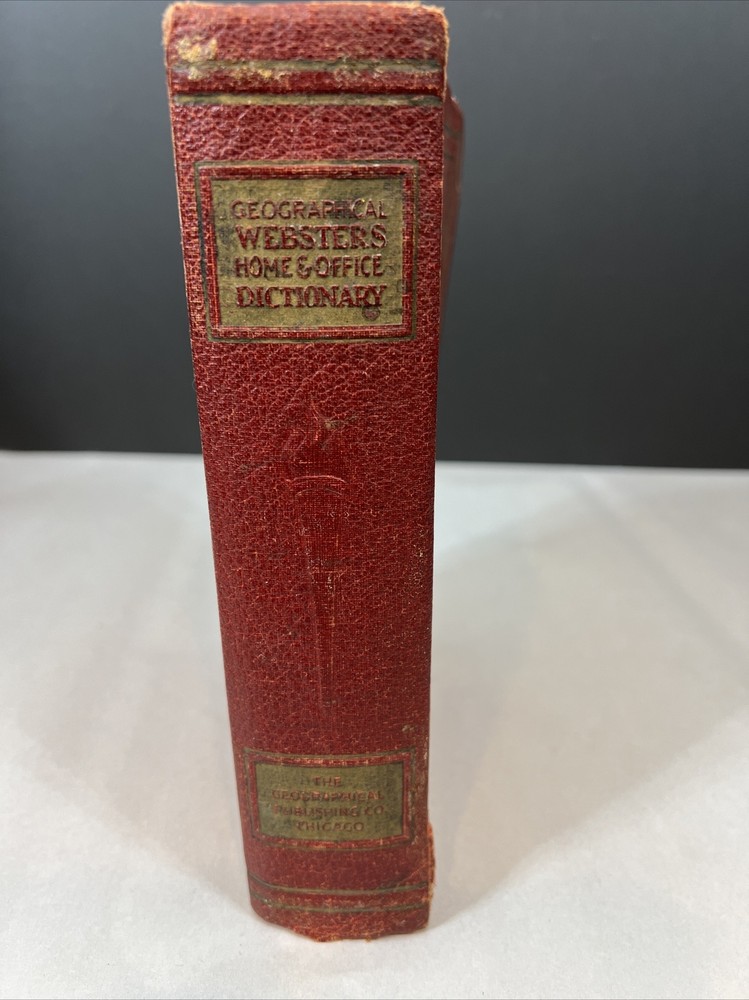 GEOGRAPHICAL
WEBSTERS
HOME & OFFICE
DICTIONARY
THE
GEOGRAPHICAL
PUBLISHING CO
CHICAGO